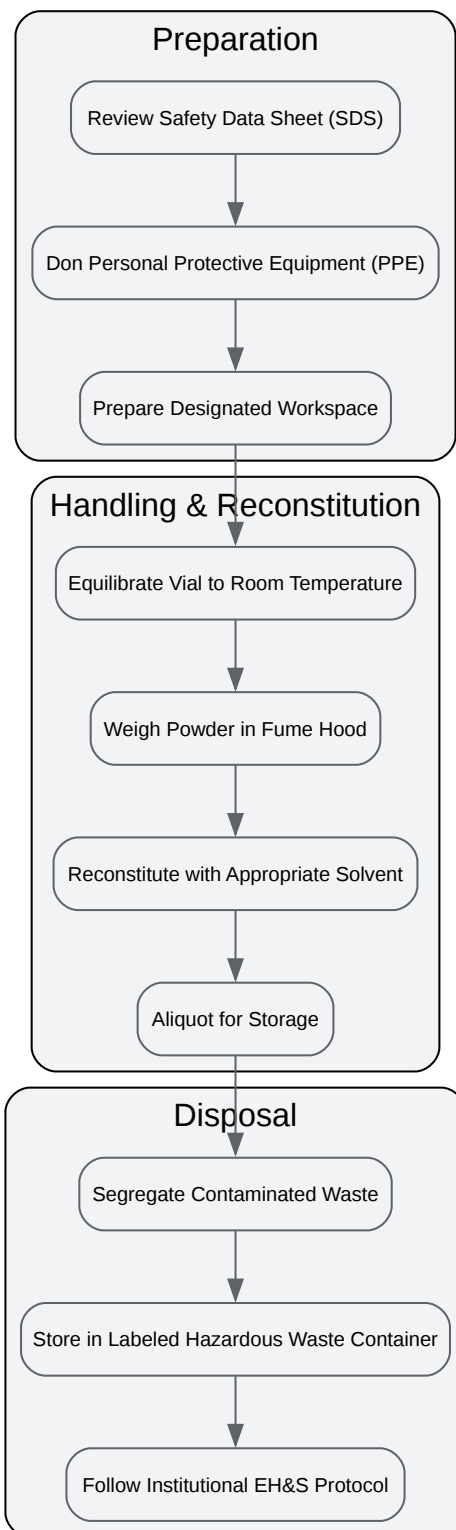 Preparation
Review Safety Data Sheet (SDS)
Don Personal Protective Equipment (PPE)
Prepare Designated Workspace
Handling & Reconstitution
Equilibrate Vial to Room Temperature
Weigh Powder in Fume Hood
Reconstitute with Appropriate Solvent
Aliquot for Storage
Disposal
Segregate Contaminated Waste
Store in Labeled Hazardous Waste Container
Follow Institutional EH&S Protocol